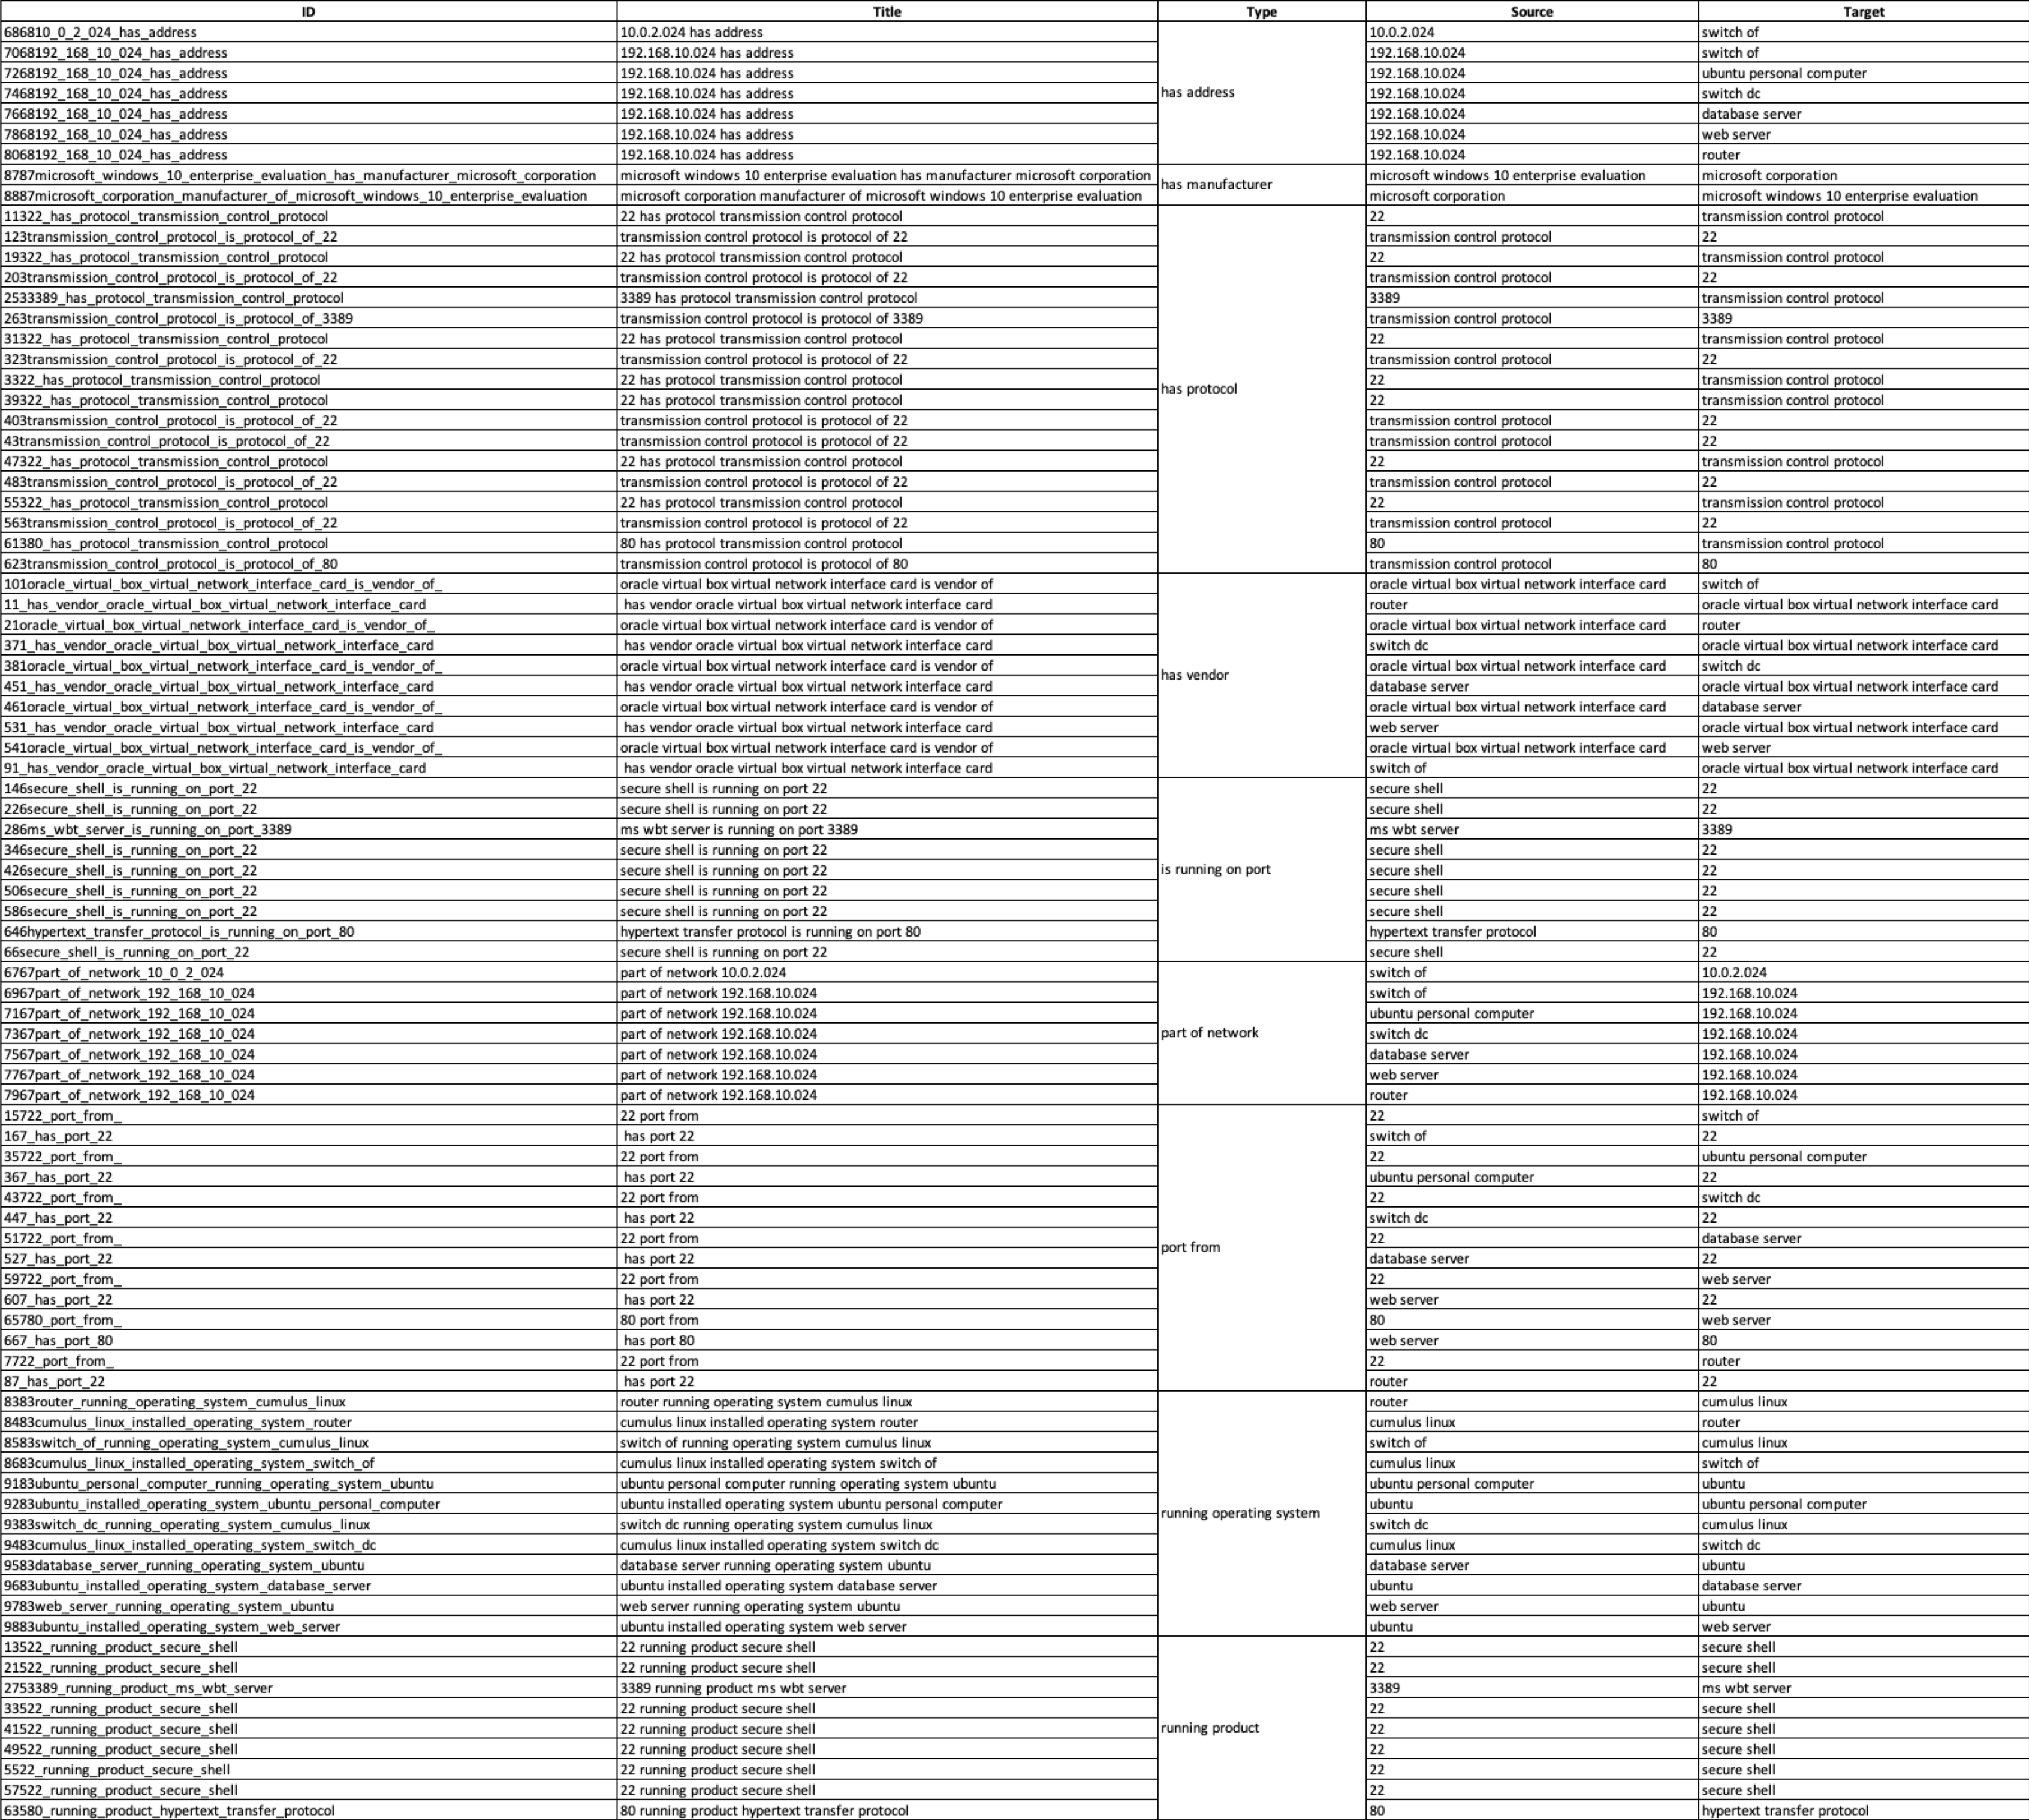 ID Title Type Source Target
686810_0_2_024_has_address 10.0.2.024 has address 10.0.2.024 switch of
7068192_168_10_024_has_address 192.168.10.024 has address 192.168.10.024 switch of
7268192_168_10_024_has_address 192.168.10.024 has address 192.168.10.024 ubuntu personal computer
7468192_168_10_024_has_address 192.168.10.024 has address has address 192.168.10.024 switch dc
7668192_168_10_024_has_address 192.168.10.024 has address 192.168.10.024 database server
7868192_168_10_024_has_address 192.168.10.024 has address 192.168.10.024 web server
8068192_168_10_024_has_address 192.168.10.024 has address 192.168.10.024 router
8787microsoft_windows_10_enterprise_evaluation_has_manufacturer_microsoft_corporation microsoft windows 10 enterprise evaluation has manufacturer microsoft corporation has manufacturer microsoft windows 10 enterprise evaluation microsoft corporation
8887microsoft_corporation_manufacturer_of_microsoft_windows_10_enterprise_evaluation microsoft corporation manufacturer of microsoft windows 10 enterprise evaluation microsoft corporation microsoft windows 10 enterprise evaluation
11322_has_protocol_transmission_control_protocol 22 has protocol transmission control protocol 22 transmission control protocol
123transmission_control_protocol_is_protocol_of_22 transmission control protocol is protocol of 22 transmission control protocol 22
19322_has_protocol_transmission_control_protocol 22 has protocol transmission control protocol 22 transmission control protocol
203transmission_control_protocol_is_protocol_of_22 transmission control protocol is protocol of 22 transmission control protocol 22
2533389_has_protocol_transmission_control_protocol 3389 has protocol transmission control protocol 3389 transmission control protocol
263transmission_control_protocol_is_protocol_of_3389 transmission control protocol is protocol of 3389 transmission control protocol 3389
31322_has_protocol_transmission_control_protocol 22 has protocol transmission control protocol 22 transmission control protocol
323transmission_control_protocol_is_protocol_of_22 transmission control protocol is protocol of 22 transmission control protocol 22
3322_has_protocol_transmission_control_protocol 22 has protocol transmission control protocol has protocol 22 transmission control protocol
39322_has_protocol_transmission_control_protocol 22 has protocol transmission control protocol 22 transmission control protocol
403transmission_control_protocol_is_protocol_of_22 transmission control protocol is protocol of 22 transmission control protocol 22
43transmission_control_protocol_is_protocol_of_22 transmission control protocol is protocol of 22 transmission control protocol 22
47322_has_protocol_transmission_control_protocol 22 has protocol transmission control protocol 22 transmission control protocol
483transmission_control_protocol_is_protocol_of_22 transmission control protocol is protocol of 22 transmission control protocol 22
55322_has_protocol_transmission_control_protocol 22 has protocol transmission control protocol 22 transmission control protocol
563transmission_control_protocol_is_protocol_of_22 transmission control protocol is protocol of 22 transmission control protocol 22
61380_has_protocol_transmission_control_protocol 80 has protocol transmission control protocol 80 transmission control protocol
623transmission_control_protocol_is_protocol_of_80 transmission control protocol is protocol of 80 transmission control protocol 80
101oracle_virtual_box_virtual_network_interface_card_is_vendor_of_ oracle virtual box virtual network interface card is vendor of oracle virtual box virtual network interface card switch of
11_has_vendor_oracle_virtual_box_virtual_network_interface_card has vendor oracle virtual box virtual network interface card router oracle virtual box virtual network interface card
21oracle_virtual_box_virtual_network_interface_card_is_vendor_of_ oracle virtual box virtual network interface card is vendor of oracle virtual box virtual network interface card router
371_has_vendor_oracle_virtual_box_virtual_network_interface_card has vendor oracle virtual box virtual network interface card switch dc oracle virtual box virtual network interface card
381oracle_virtual_box_virtual_network_interface_card_is_vendor_of_ oracle virtual box virtual network interface card is vendor of has vendor oracle virtual box virtual network interface card switch dc
451_has_vendor_oracle_virtual_box_virtual_network_interface_card has vendor oracle virtual box virtual network interface card database server oracle virtual box virtual network interface card
461oracle_virtual_box_virtual_network_interface_card_is_vendor_of_ oracle virtual box virtual network interface card is vendor of oracle virtual box virtual network interface card database server
531_has_vendor_oracle_virtual_box_virtual_network_interface_card has vendor oracle virtual box virtual network interface card web server oracle virtual box virtual network interface card
541oracle_virtual_box_virtual_network_interface_card_is_vendor_of_ oracle virtual box virtual network interface card is vendor of oracle virtual box virtual network interface card web server
91_has_vendor_oracle_virtual_box_virtual_network_interface_card has vendor oracle virtual box virtual network interface card switch of oracle virtual box virtual network interface card
146secure_shell_is_running_on_port_22 secure shell is running on port 22 secure shell 22
226secure_shell_is_running_on_port_22 secure shell is running on port 22 secure shell 22
286ms_wbt_server_is_running_on_port_3389 ms wbt server is running on port 3389 ms wbt server 3389
346secure_shell_is_running_on_port_22 secure shell is running on port 22 secure shell 22
426secure_shell_is_running_on_port_22 secure shell is running on port 22 is running on port secure shell 22
506secure_shell_is_running_on_port_22 secure shell is running on port 22 secure shell 22
586secure_shell_is_running_on_port_22 secure shell is running on port 22 secure shell 22
646hypertext_transfer_protocol_is_running_on_port_80 hypertext transfer protocol is running on port 80 hypertext transfer protocol 80
66secure_shell_is_running_on_port_22 secure shell is running on port 22 secure shell 22
6767part_of_network_10_0_2_024 part of network 10.0.2.024 switch of 10.0.2.024
6967part_of_network_192_168_10_024 part of network 192.168.10.024 switch of 192.168.10.024
7167part_of_network_192_168_10_024 part of network 192.168.10.024 ubuntu personal computer 192.168.10.024
7367part_of_network_192_168_10_024 part of network 192.168.10.024 part of network switch dc 192.168.10.024
7567part_of_network_192_168_10_024 part of network 192.168.10.024 database server 192.168.10.024
7767part_of_network_192_168_10_024 part of network 192.168.10.024 web server 192.168.10.024
7967part_of_network_192_168_10_024 part of network 192.168.10.024 router 192.168.10.024
15722_port_from_ 22 port from 22 switch of
167_has_port_22 has port 22 switch of 22
35722_port_from_ 22 port from 22 ubuntu personal computer
367_has_port_22 has port 22 ubuntu personal computer 22
43722_port_from_ 22 port from 22 switch dc
447_has_port_22 has port 22 switch dc 22
51722_port_from_ 22 port from port from 22 database server
527_has_port_22 has port 22 database server 22
59722_port_from_ 22 port from 22 web server
607_has_port_22 has port 22 web server 22
65780_port_from_ 80 port from 80 web server
667_has_port_80 has port 80 web server 80
7722_port_from_ 22 port from 22 router
87_has_port_22 has port 22 router 22
8383router_running_operating_system_cumulus_linux router running operating system cumulus linux router cumulus linux
8483cumulus_linux_installed_operating_system_router cumulus linux installed operating system router cumulus linux router
8583switch_of_running_operating_system_cumulus_linux switch of running operating system cumulus linux switch of cumulus linux
8683cumulus_linux_installed_operating_system_switch_of cumulus linux installed operating system switch of cumulus linux switch of
9183ubuntu_personal_computer_running_operating_system_ubuntu ubuntu personal computer running operating system ubuntu ubuntu personal computer ubuntu
9283ubuntu_installed_operating_system_ubuntu_personal_computer ubuntu installed operating system ubuntu personal computer running operating system ubuntu ubuntu personal computer
9383switch_dc_running_operating_system_cumulus_linux switch dc running operating system cumulus linux switch dc cumulus linux
9483cumulus_linux_installed_operating_system_switch_dc cumulus linux installed operating system switch dc cumulus linux switch dc
9583database_server_running_operating_system_ubuntu database server running operating system ubuntu database server ubuntu
9683ubuntu_installed_operating_system_database_server ubuntu installed operating system database server ubuntu database server
9783web_server_running_operating_system_ubuntu web server running operating system ubuntu web server ubuntu
9883ubuntu_installed_operating_system_web_server ubuntu installed operating system web server ubuntu web server
13522_running_product_secure_shell 22 running product secure shell 22 secure shell
21522_running_product_secure_shell 22 running product secure shell 22 secure shell
2753389_running_product_ms_wbt_server 3389 running product ms wbt server 3389 ms wbt server
33522_running_product_secure_shell 22 running product secure shell 22 secure shell
41522_running_product_secure_shell 22 running product secure shell running product 22 secure shell
49522_running_product_secure_shell 22 running product secure shell 22 secure shell
5522_running_product_secure_shell 22 running product secure shell 22 secure shell
57522_running_product_secure_shell 22 running product secure shell 22 secure shell
63580_running_product_hypertext_transfer_protocol 80 running product hypertext transfer protocol 80 hypertext transfer protocol